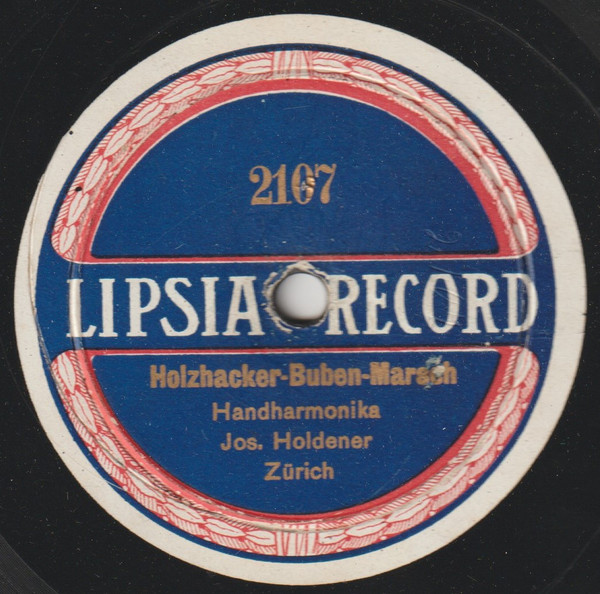 2107
LIPSIA RECORD
Holzhacker-Buben-Marsch
Handharmonika
Jos. Holdener
Zürich